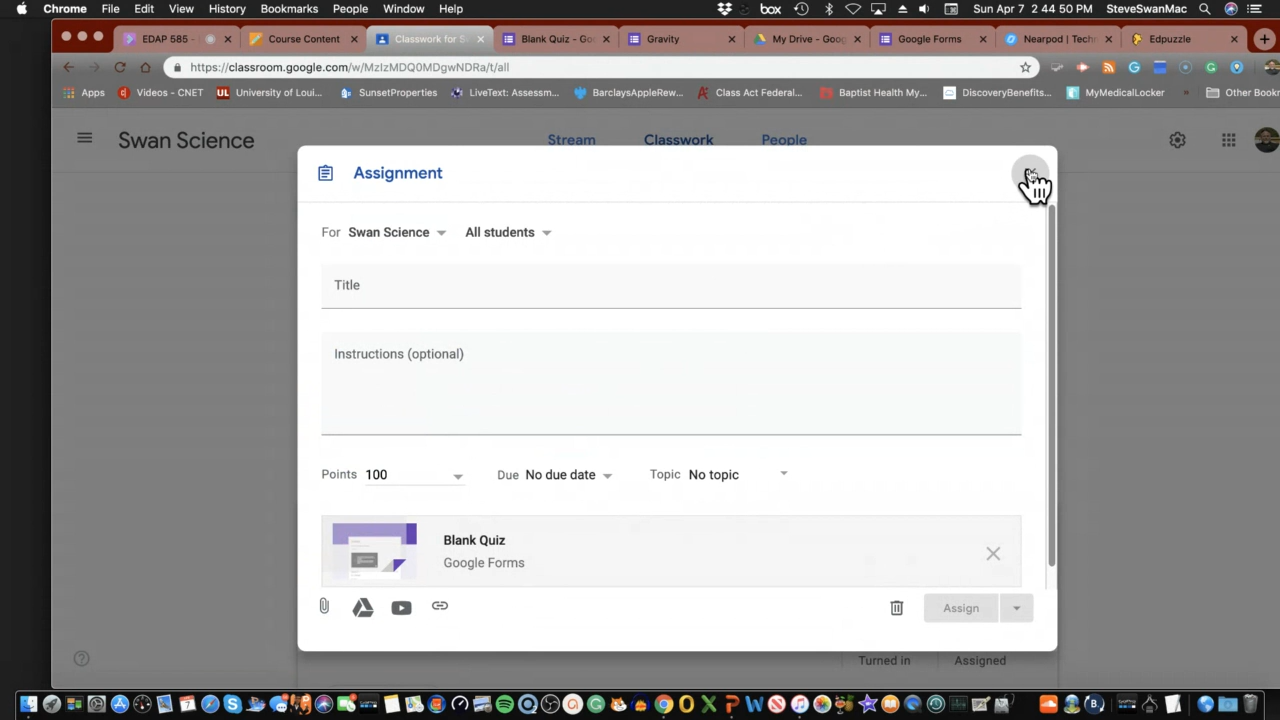 Chrome File Edit View History Bookmarks People Window Help box Sun Apr 7 2:44:50 PM SteveSwanMac
EDAP 585 - Course Content Classwork for S Blank Quiz - Go Gravity My Drive - Goog Google Forms Nearpod | Tech Edpuzzle
https://classroom.google.com/w/MzIzMDQ0MDgwNDRa/t/all
Apps Videos - CNET University of Loui... SunsetProperties LiveText: Assessm... BarclaysAppleRew... Class Act Federal... Baptist Health My... DiscoveryBenefits... MyMedicalLocker » Other Bookr
Swan Science Stream Classwork People
Assignment
For Swan Science All students
Title
Instructions (optional)
Points 100 Due No due date Topic No topic
Blank Quiz
Google Forms
Assign
Turned in Assigned